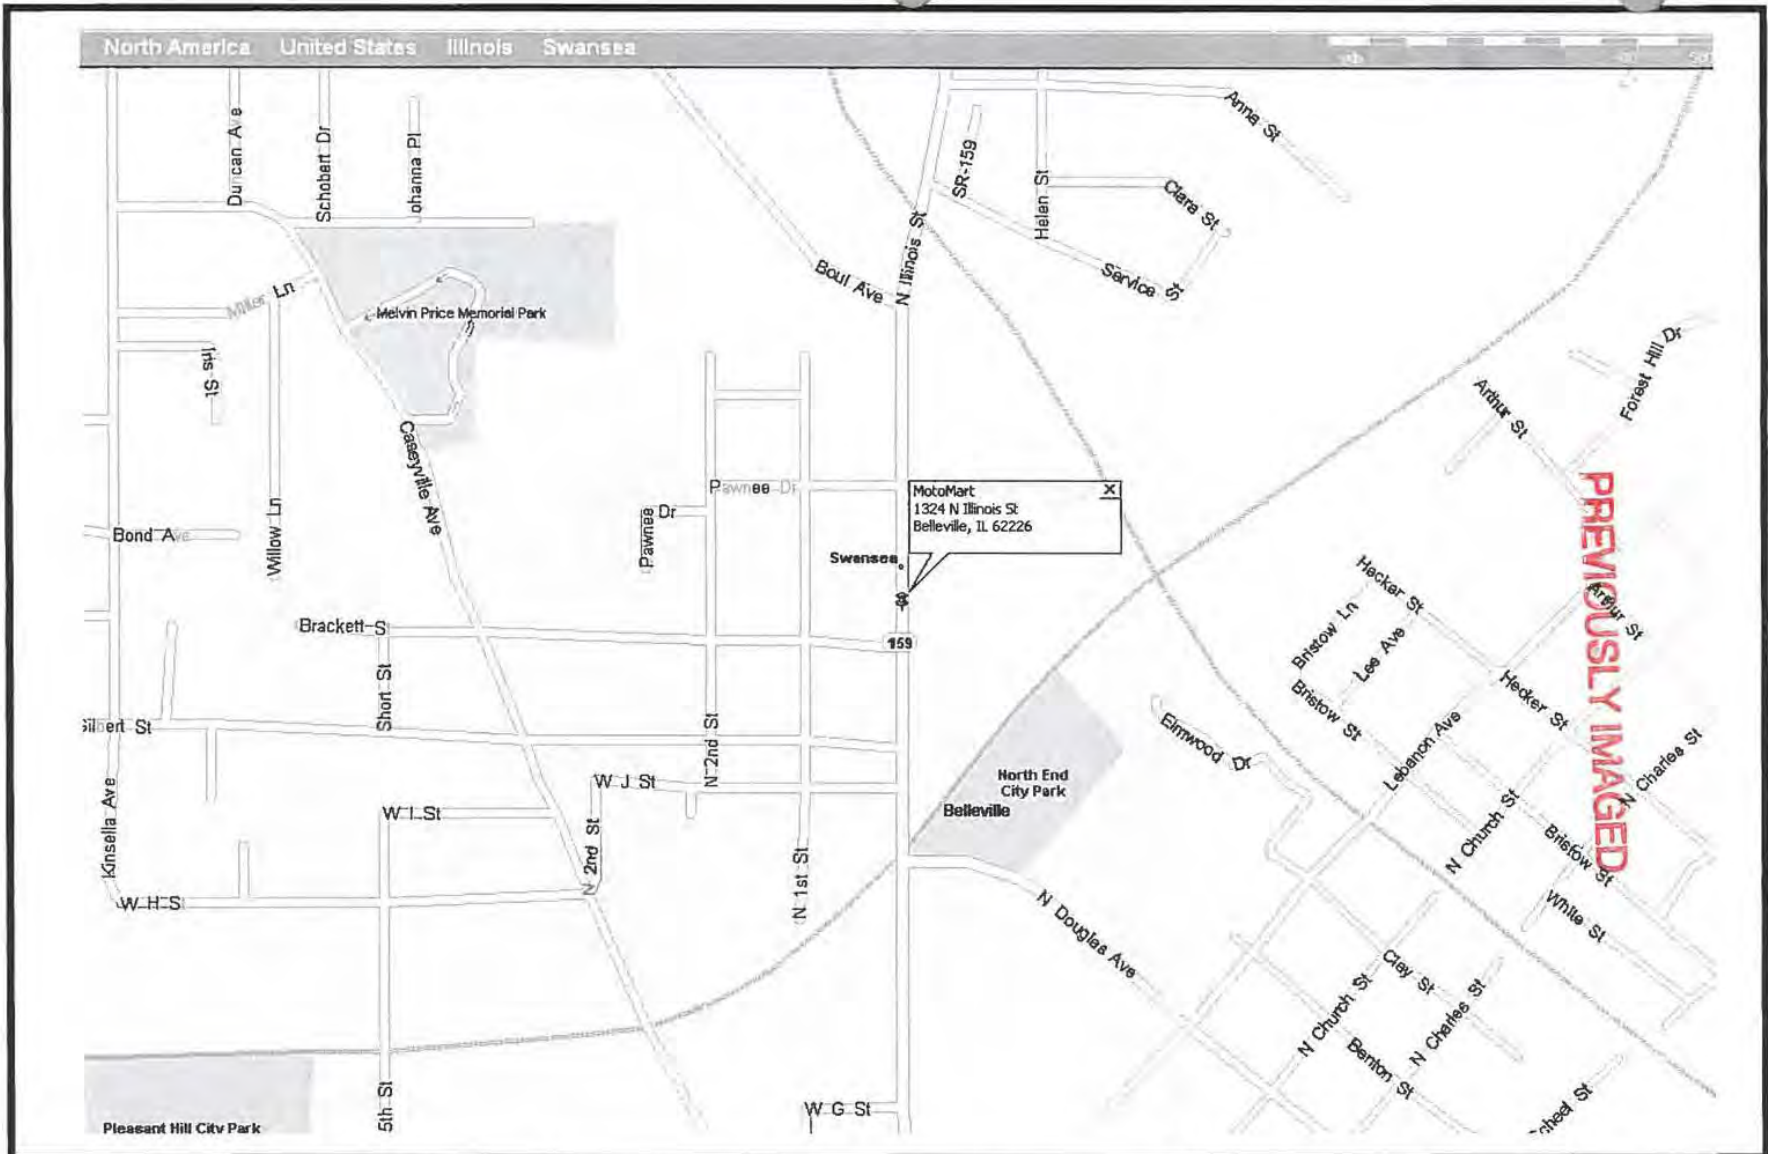 North America United States Illinois Swansea
Duncan Ave
Schobert Dr
ohanna Pl
SR-159
Helen St
Anna St
Clara St
Service St
N Illinois St
Boul Ave
Miller Ln
Melvin Price Memorial Park
Iris St
Willow Ln
Caseyville Ave
Forest Hill Dr
Arthur St
Pawnee Dr
Pawnee Dr
MotoMart
1324 N Illinois St
Belleville, IL 62226
Swansea
Bond Ave
PREVIOUSLY IMAGED
Hecker St
Arthur St
Bristow Ln
Lee Ave
Brackett S
159
Short St
Hecker St
Bristow St
Lebanon Ave
Elmwood Dr
N Charles St
ilbert St
N 2nd St
W J St
North End
City Park
Belleville
Kinsella Ave
W I St
N 2nd St
N 1st St
N Church St
Bristow St
W H S
N Douglas Ave
White St
Clay St
N Church St
N Charles St
Benton St
Scheel St
5th St
W G St
Pleasant Hill City Park